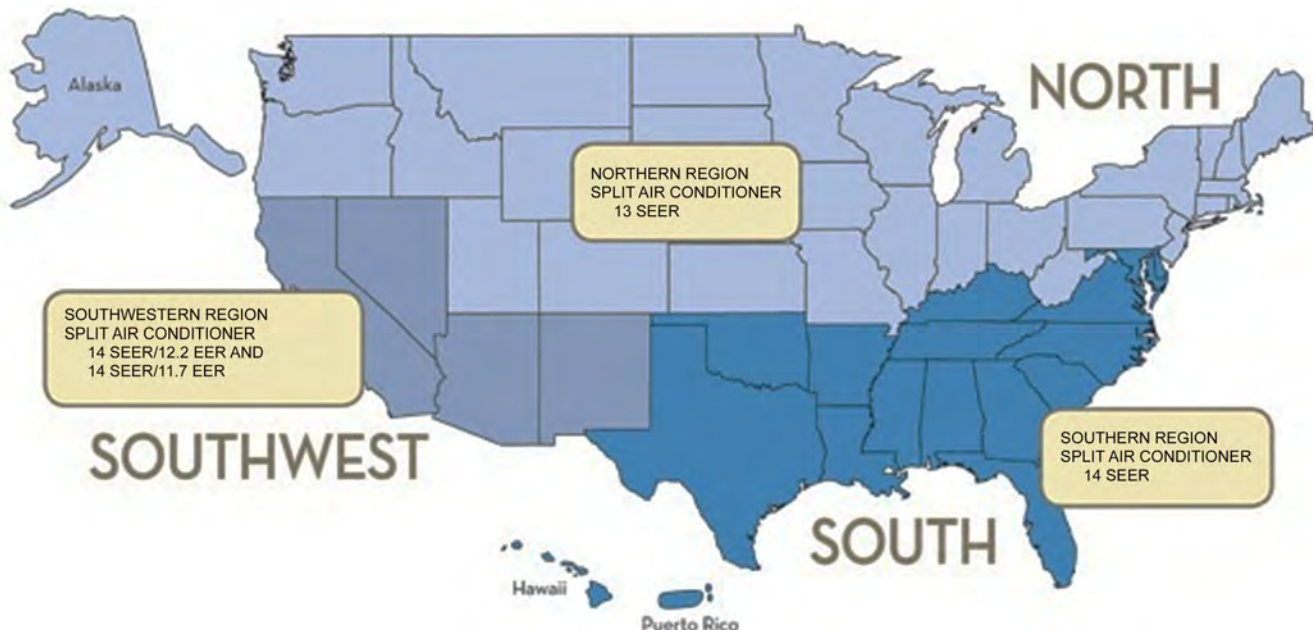 Alaska
NORTH
NORTHERN REGION
SPLIT AIR CONDITIONER
13 SEER
SOUTHWESTERN REGION
SPLIT AIR CONDITIONER
14 SEER/12.2 EER AND
14 SEER/11.7 EER
SOUTHWEST
SOUTHERN REGION
SPLIT AIR CONDITIONER
14 SEER
SOUTH
Hawaii
Puerto Rico